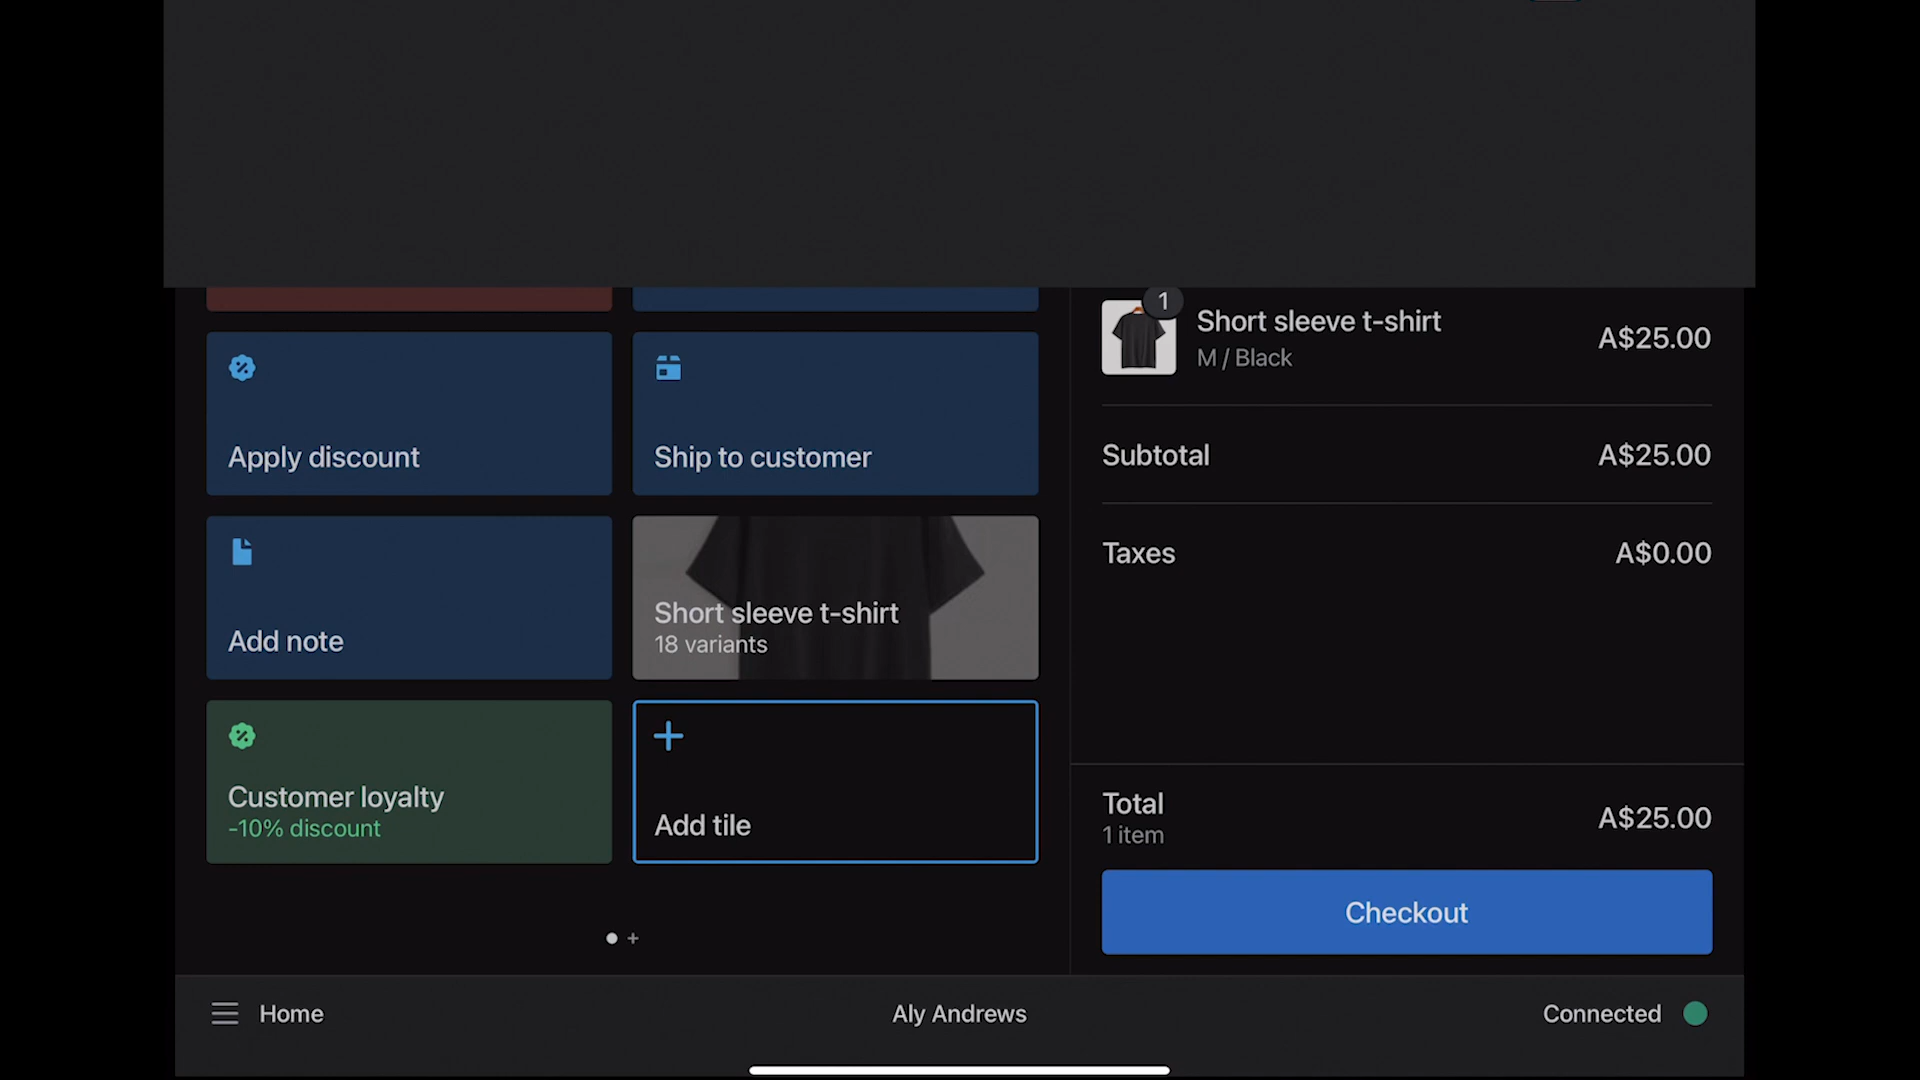 Apply discount
Ship to customer
Add note
Short sleeve t-shirt
18 variants
Customer loyalty
-10% discount
Add tile
1
Short sleeve t-shirt
M / Black
A$25.00
Subtotal
A$25.00
Taxes
A$0.00
Total
1 item
A$25.00
Checkout
Home
Aly Andrews
Connected